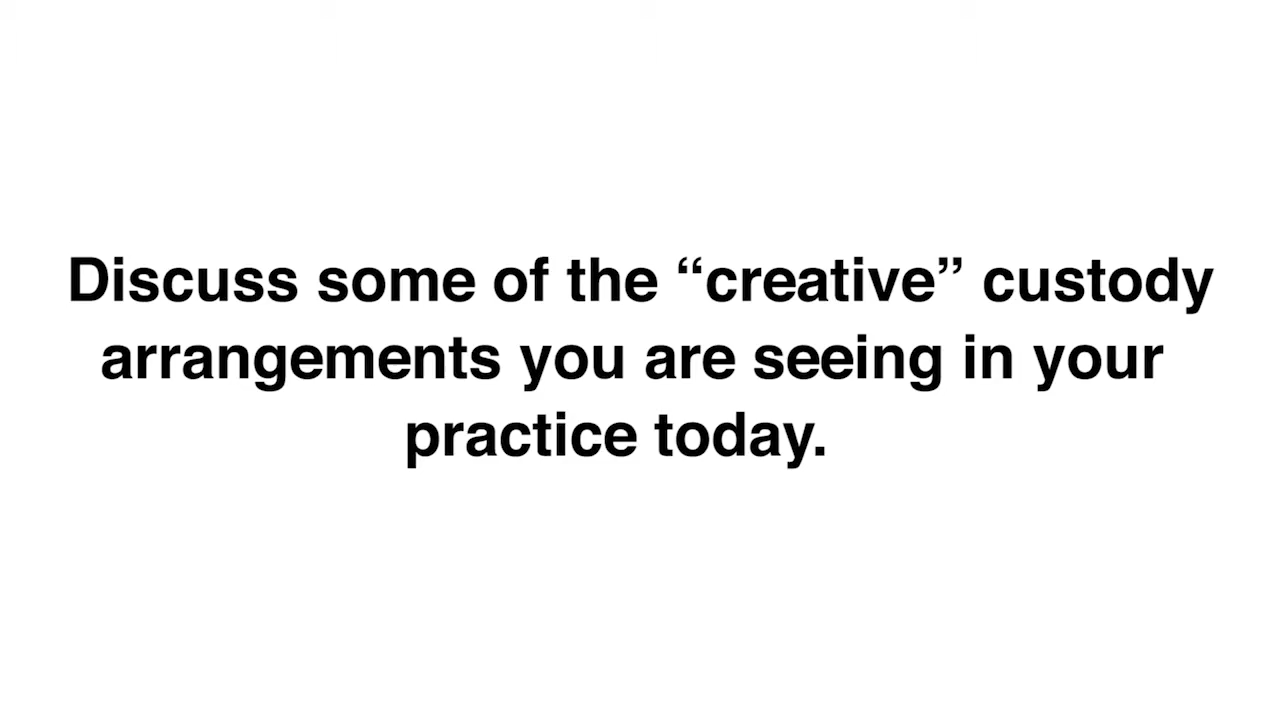 Discuss some of the “creative” custody
arrangements you are seeing in your
practice today.